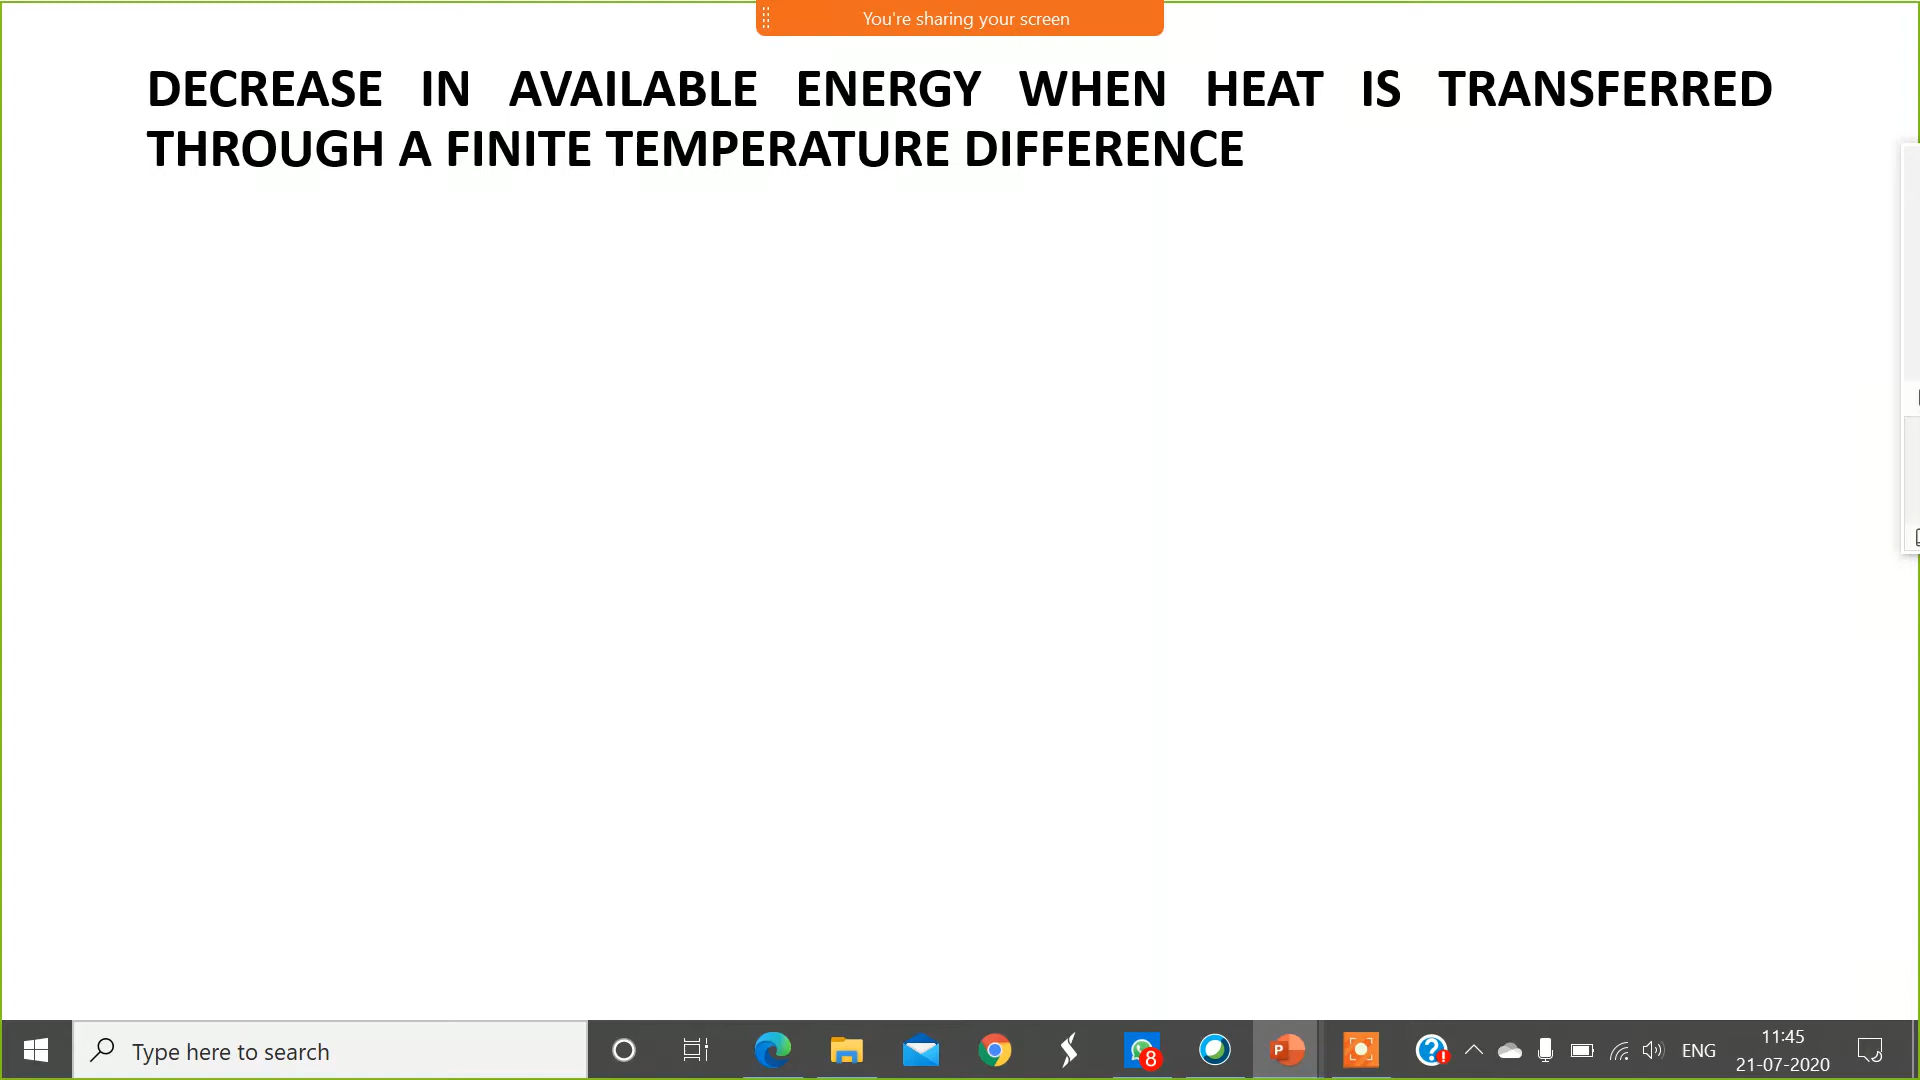 You're sharing your screen
DECREASE IN AVAILABLE ENERGY WHEN HEAT IS TRANSFERRED
THROUGH A FINITE TEMPERATURE DIFFERENCE
Type here to search
8
P
ENG
11:45
21-07-2020